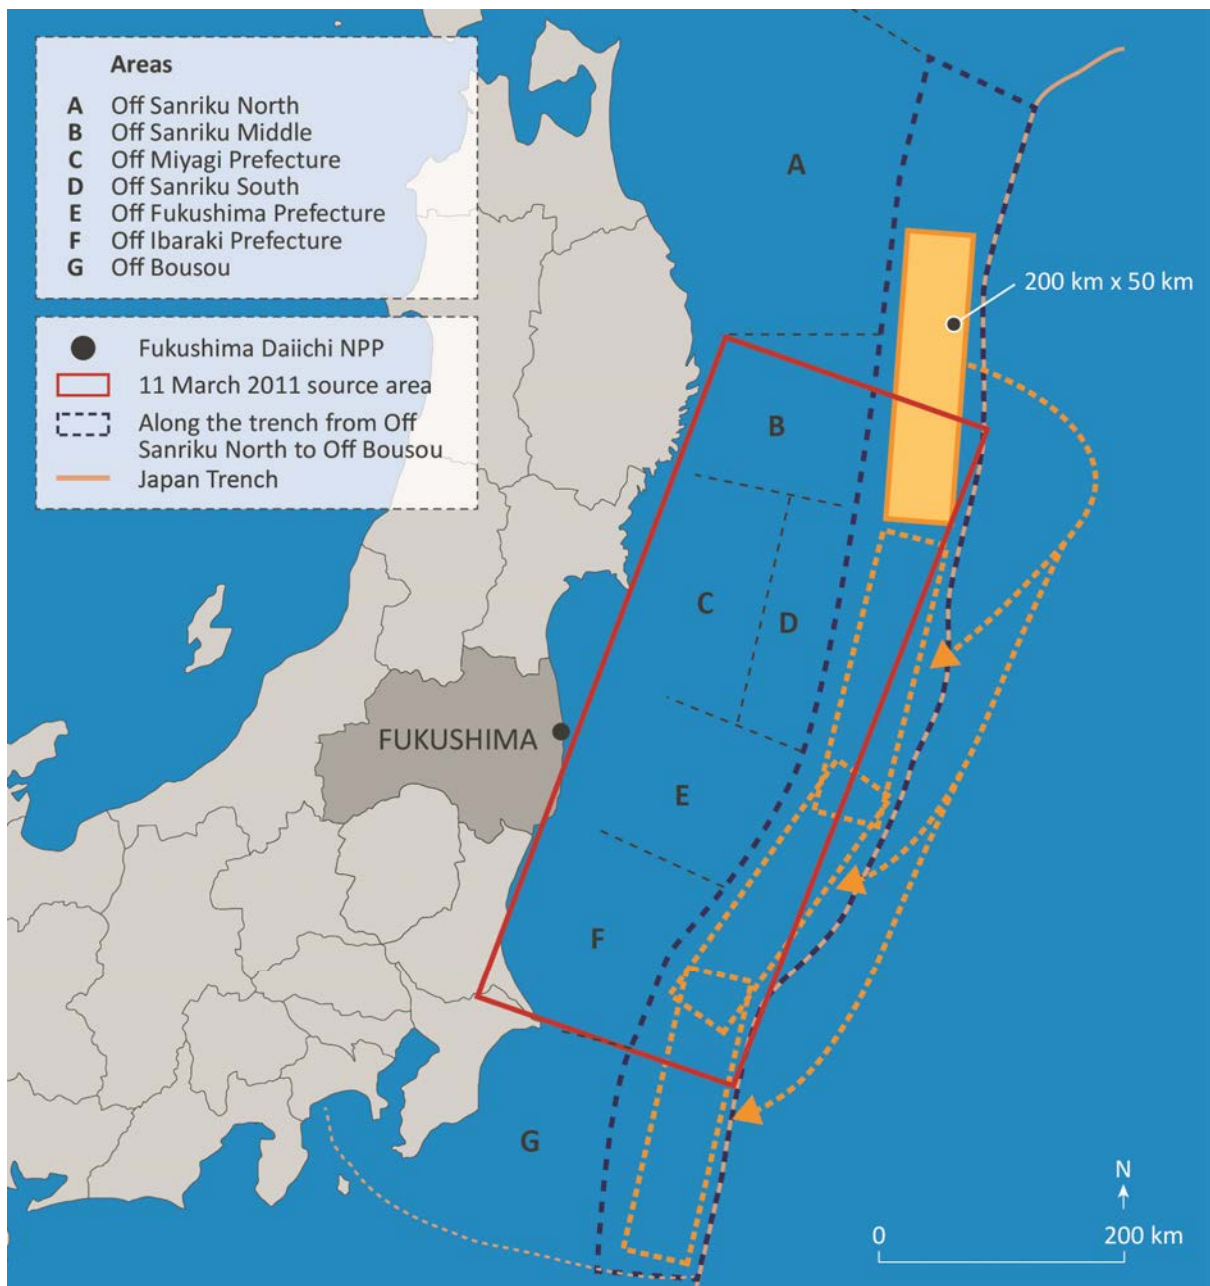 Areas
A Off Sanriku North
B Off Sanriku Middle
C Off Miyagi Prefecture
D Off Sanriku South
E Off Fukushima Prefecture
F Off Ibaraki Prefecture
G Off Bousou
Fukushima Daiichi NPP
11 March 2011 source area
Along the trench from Off
Sanriku North to Off Bousou
Japan Trench
A
200 km x 50 km
B
C
D
FUKUSHIMA
E
F
G
N
0 200 km